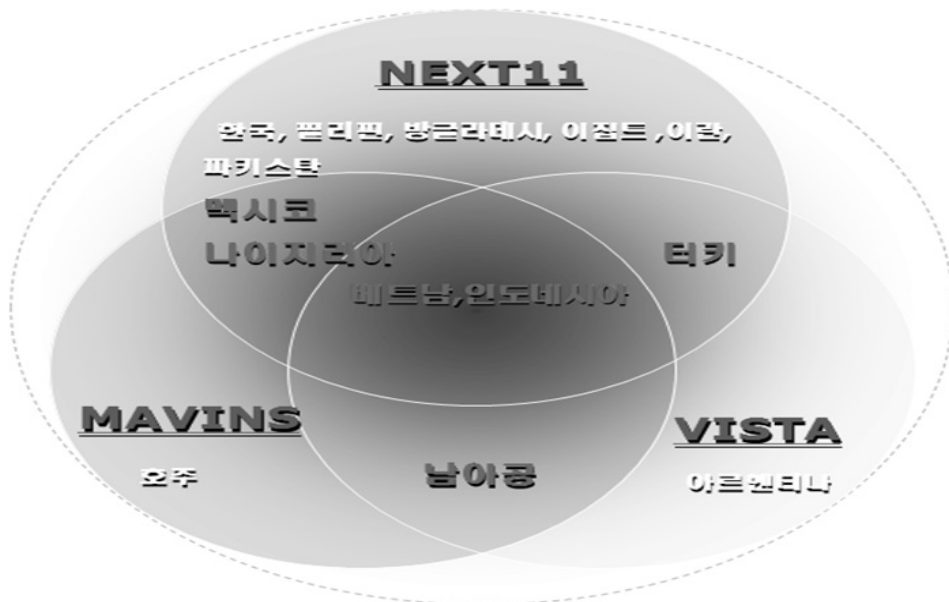 NEXT11
한국, 필리핀, 방글라데시, 이집트 ,이란,
파키스탄
멕시코
나이지리아
터키
베트남,인도네시아
MAVINS
VISTA
호주
남아공
아르헨티나